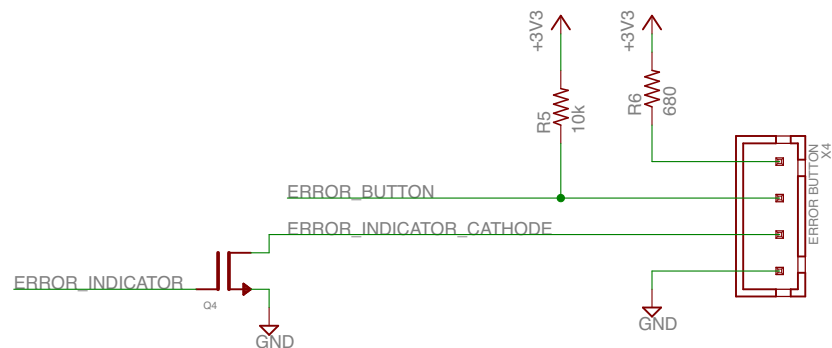 +3V3
+3V3
R5
10k
R6
680
ERROR BUTTON
X4
ERROR_BUTTON
ERROR_INDICATOR_CATHODE
ERROR_INDICATOR
Q4
GND
GND